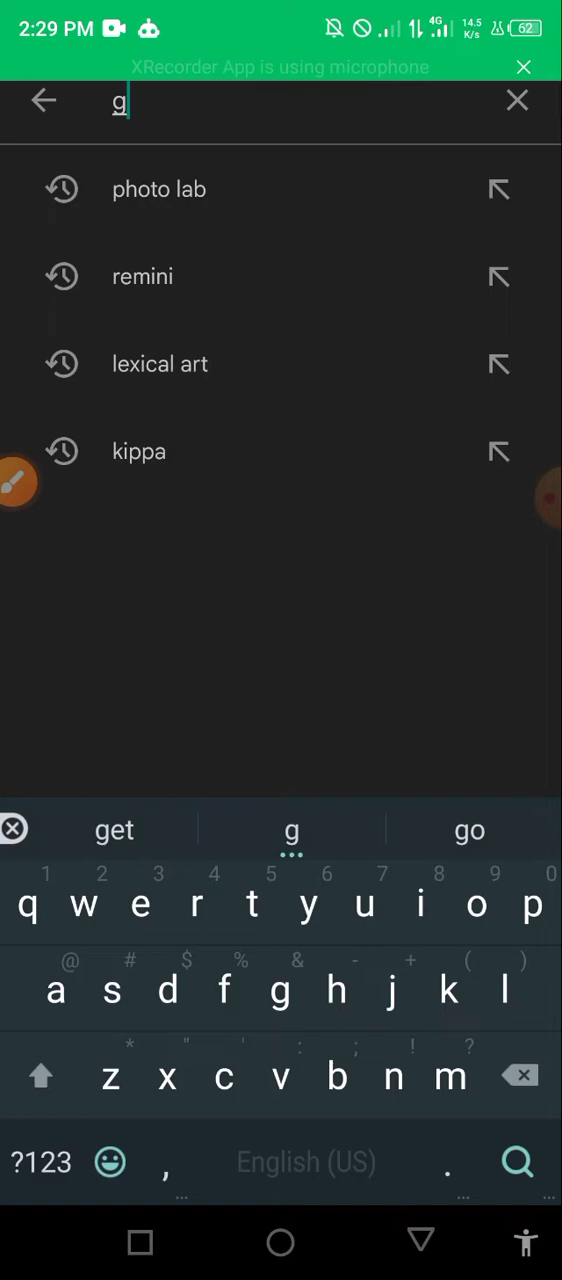 2:29 PM 4G 14.5 K/s 62
XRecorder App is using microphone
g
photo lab
remini
lexical art
kippa
get g go
1 2 3 4 5 6 7 8 9 0
q w e r t y u i o p
@ # $ % & - + ( )
a s d f g h j k l
* " ' : ; ! ?
z x c v b n m
?123 , English (US) .